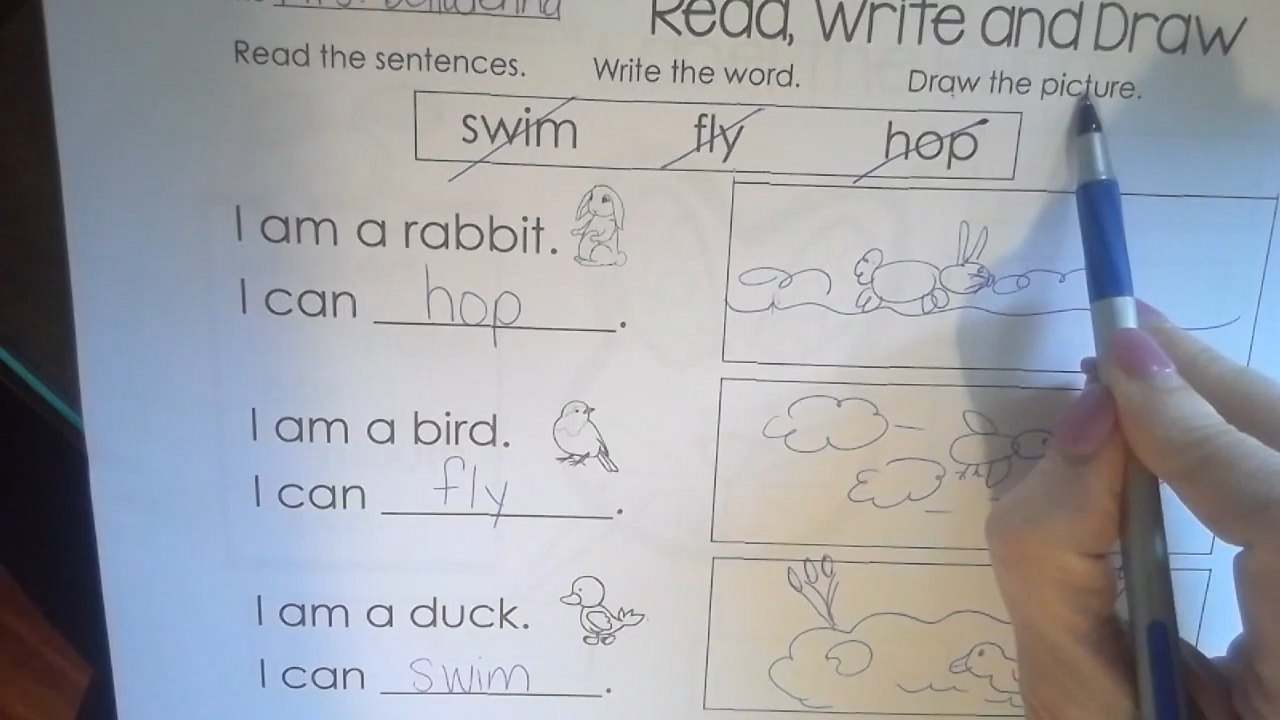 Read, Write and Draw
Read the sentences. Write the word. Draw the picture.
swim fly hop
I am a rabbit.
I can hop.
I am a bird.
I can fly.
I am a duck.
I can swim.